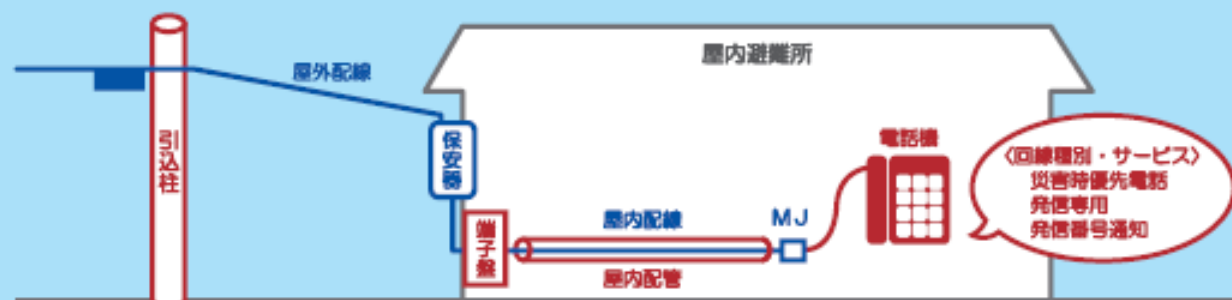 屋内避難所
屋外配線
引込柱
保安器
端子盤
屋内配線
屋内配管
MJ
電話機
〈回線種別・サービス〉
災害時優先電話
発信専用
発信番号通知